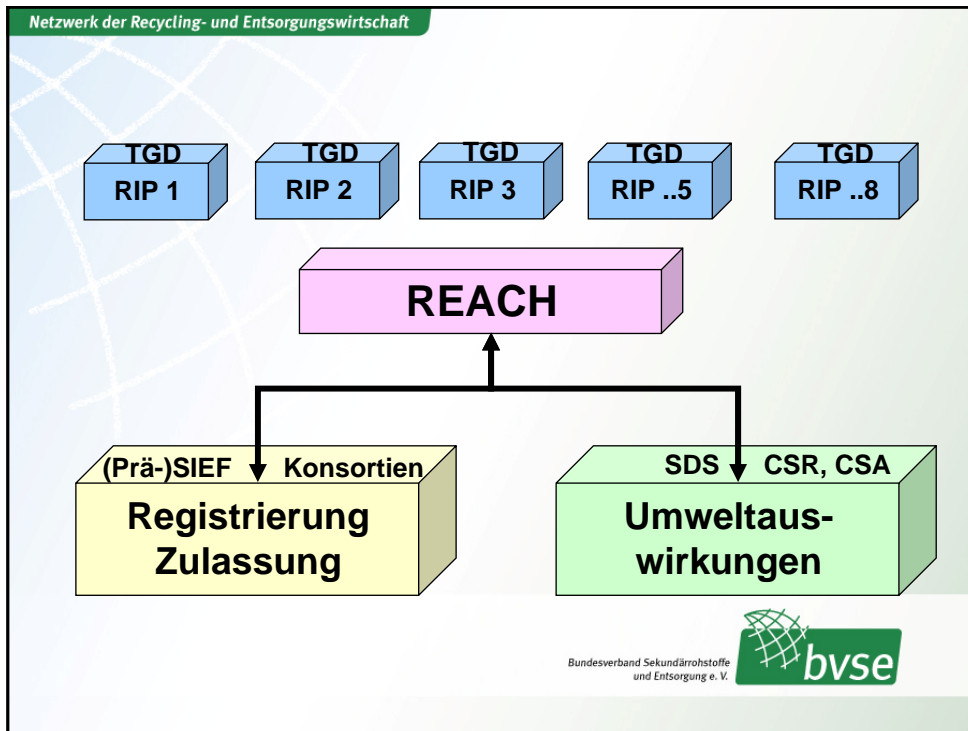 Netzwerk der Recycling- und Entsorgungswirtschaft
TGD TGD TGD TGD TGD
RIP 1 RIP 2 RIP 3 RIP ..5 RIP ..8
REACH
(Prä-)SIEF Konsortien
Registrierung
Zulassung
SDS CSR, CSA
Umweltaus-
wirkungen
Bundesverband Sekundärrohstoffe
und Entsorgung e. V.
bvse